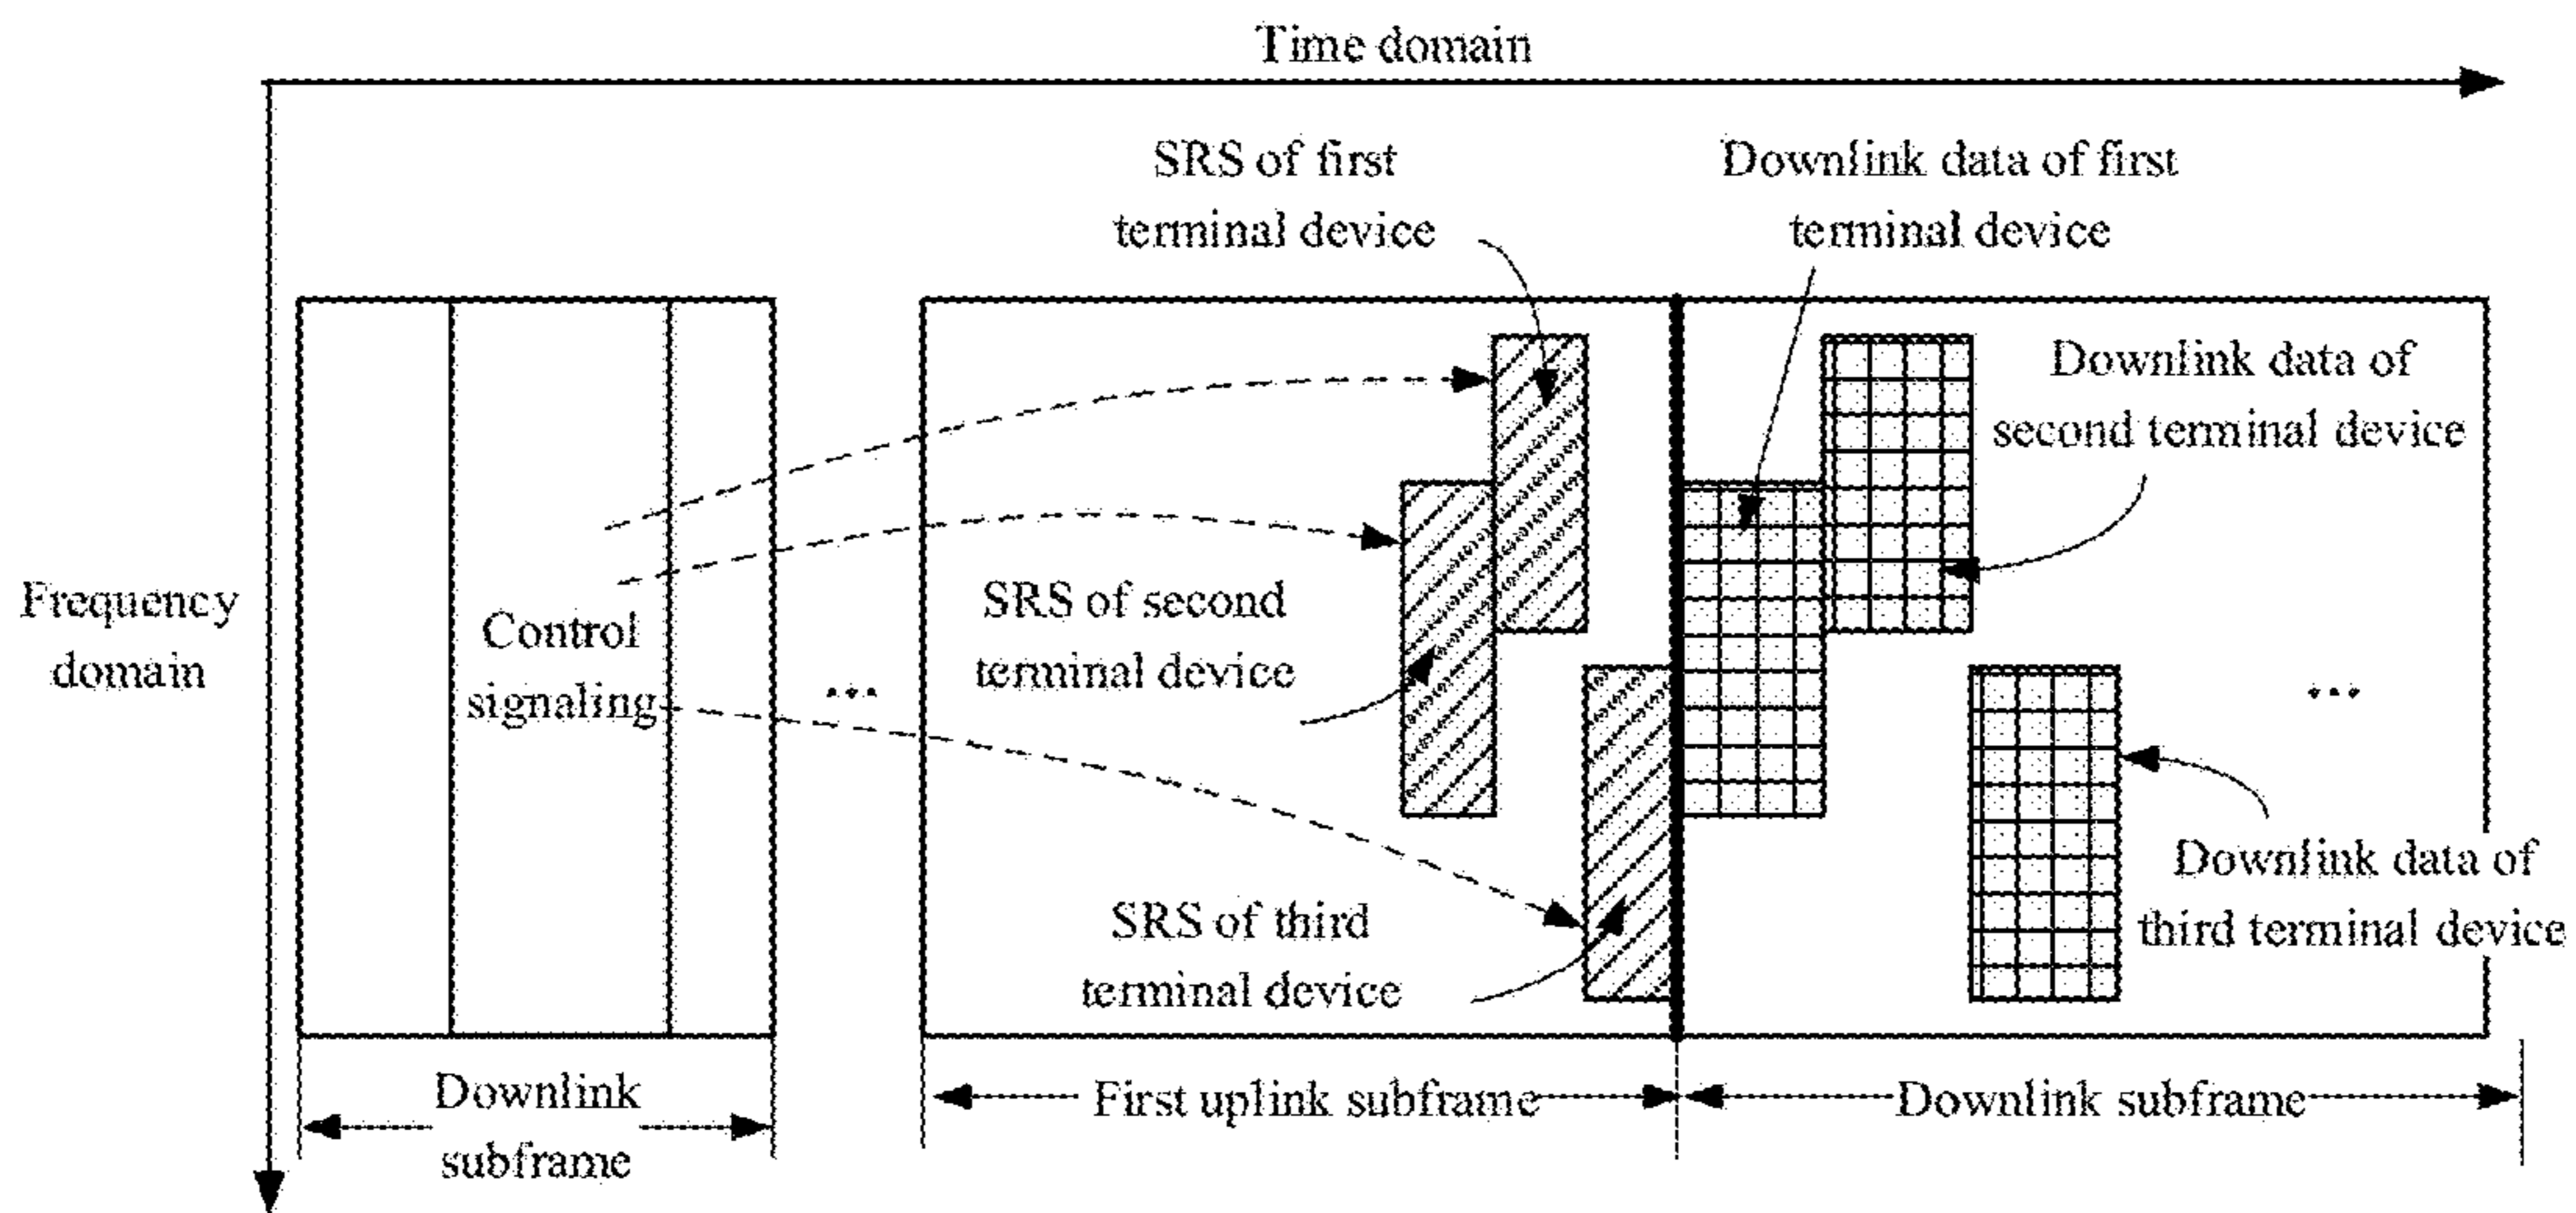 Time domain
SRS of first
terminal device
Downlink data of first
terminal device
Downlink data of
second terminal device
Frequency
domain
Control
signaling
...
SRS of second
terminal device
...
SRS of third
terminal device
Downlink data of
third terminal device
Downlink
subframe
First uplink subframe
Downlink subframe